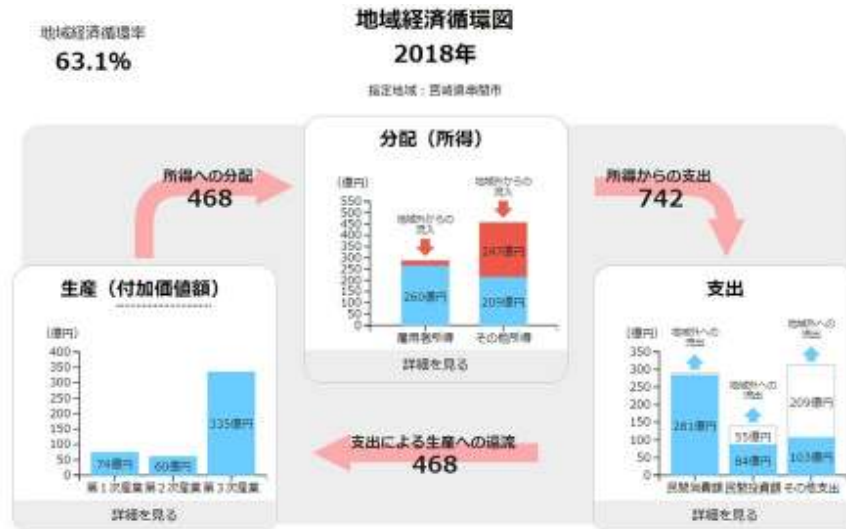 地域経済循環図
2018年
地域経済循環率
63.1%
指定地域：宮崎県串間市
分配（所得）
所得への分配
468
所得からの支出
742
(億円)
地域外からの
流入
地域外からの
流入
550
500
450
400
350
300
250
200
150
100
50
0
247億円
260億円
209億円
雇用者所得
その他所得
詳細を見る
生産（付加価値額）
(億円)
400
350
300
250
200
150
100
50
0
74億円
60億円
335億円
第1次産業
第2次産業
第3次産業
詳細を見る
支出
(億円)
地域外への
流出
地域外への
流出
地域外への
流出
350
300
250
200
150
100
50
0
281億円
55億円
84億円
209億円
103億円
民間消費額
民間投資額
その他支出
詳細を見る
支出による生産への還流
468